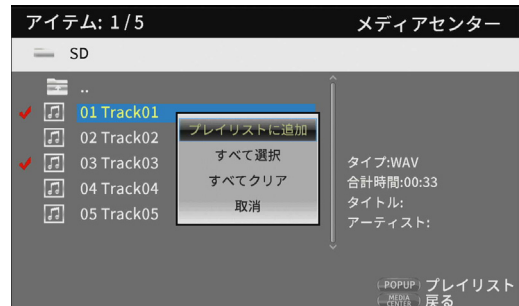 アイテム: 1/5
メディアセンター
SD
..
01 Track01
02 Track02
03 Track03
04 Track04
05 Track05
プレイリストに追加
すべて選択
すべてクリア
取消
タイプ:WAV
合計時間:00:33
タイトル:
アーティスト:
POPUP プレイリスト
MEDIA CENTER 戻る